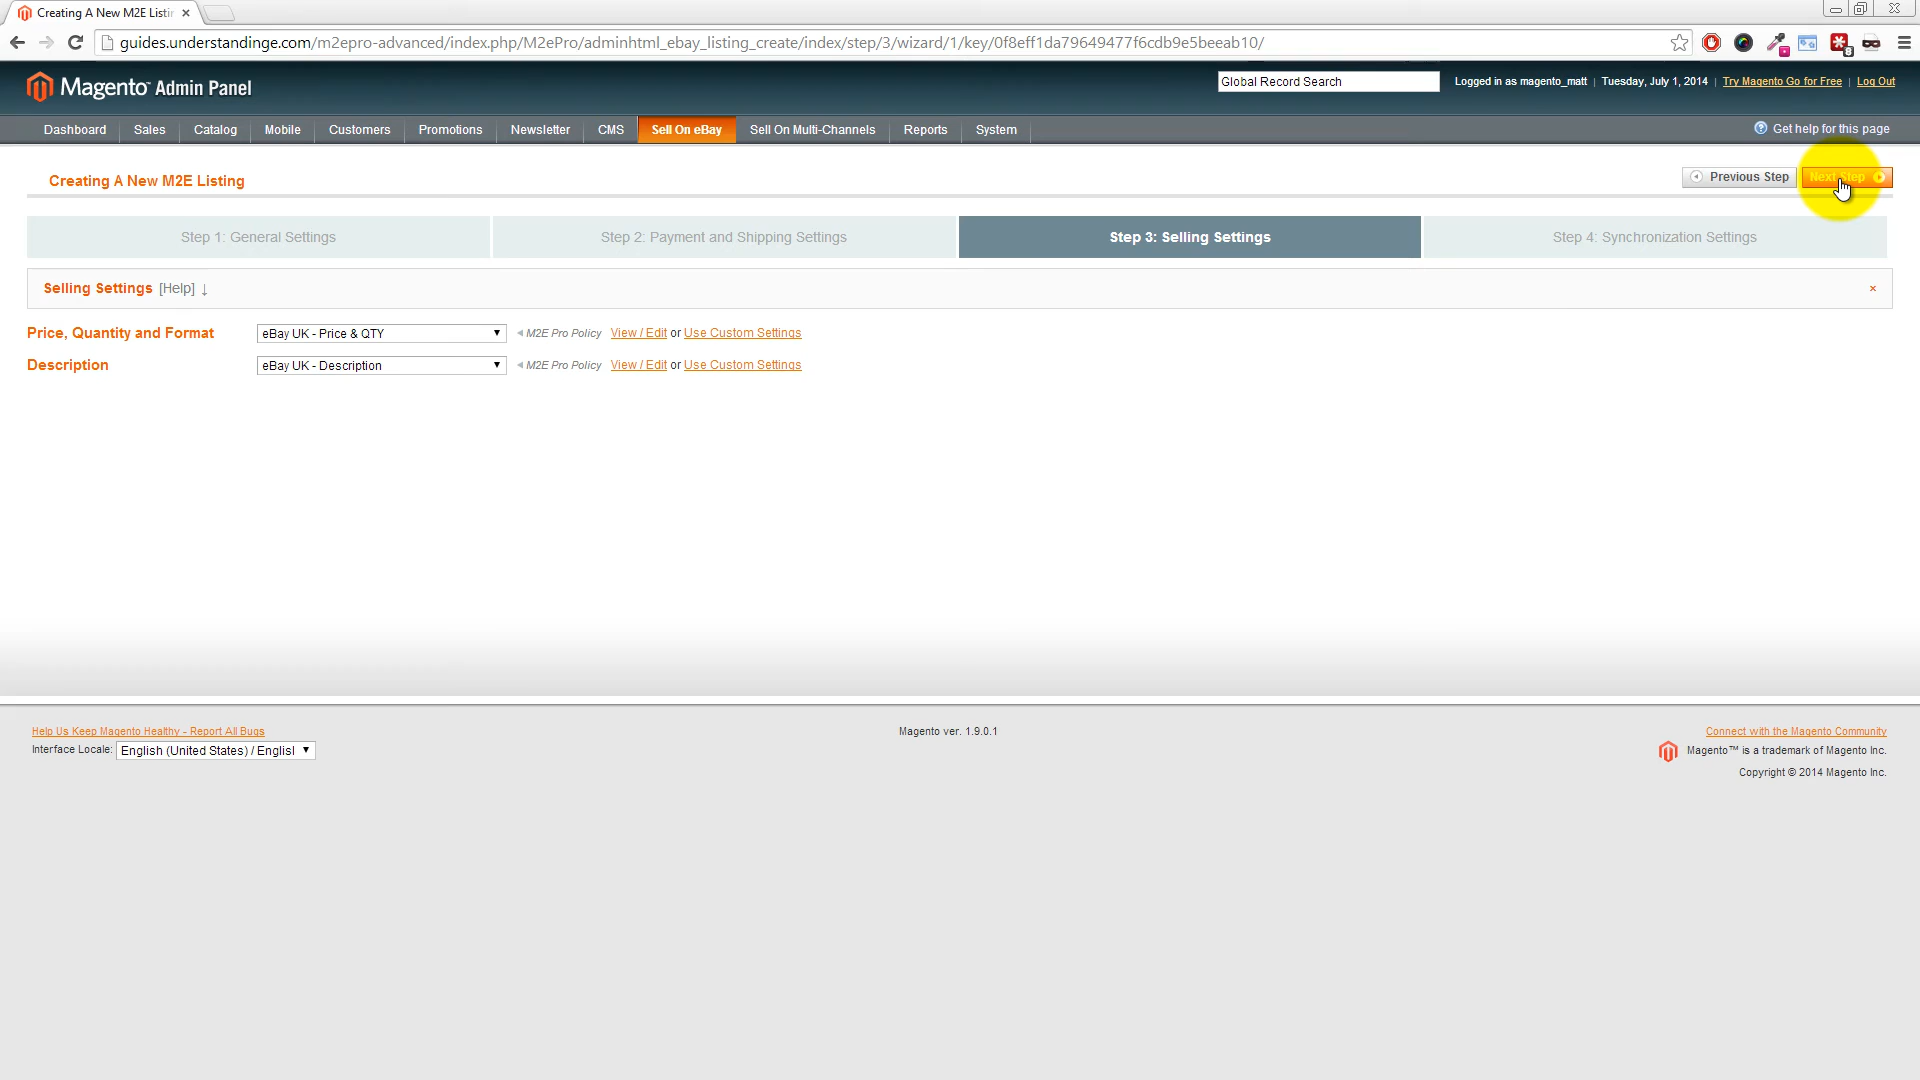 Creating A New M2E Listin
guides.understandinge.com/m2epro-advanced/index.php/M2ePro/adminhtml_ebay_listing_create/index/step/3/wizard/1/key/0f8eff1da79649477f6cdb9e5beeab10/
8
Magento™ Admin Panel
Global Record Search
Logged in as magento_matt | Tuesday, July 1, 2014 | Try Magento Go for Free | Log Out
Dashboard Sales Catalog Mobile Customers Promotions Newsletter CMS Sell On eBay Sell On Multi-Channels Reports System
Get help for this page
Creating A New M2E Listing
Previous Step Next Step
Step 1: General Settings Step 2: Payment and Shipping Settings Step 3: Selling Settings Step 4: Synchronization Settings
Selling Settings [Help] ↓ ×
Price, Quantity and Format eBay UK - Price & QTY M2E Pro Policy View / Edit or Use Custom Settings
Description eBay UK - Description M2E Pro Policy View / Edit or Use Custom Settings
Help Us Keep Magento Healthy - Report All Bugs
Interface Locale: English (United States) / Englisl
Magento ver. 1.9.0.1
Connect with the Magento Community
Magento™ is a trademark of Magento Inc.
Copyright © 2014 Magento Inc.